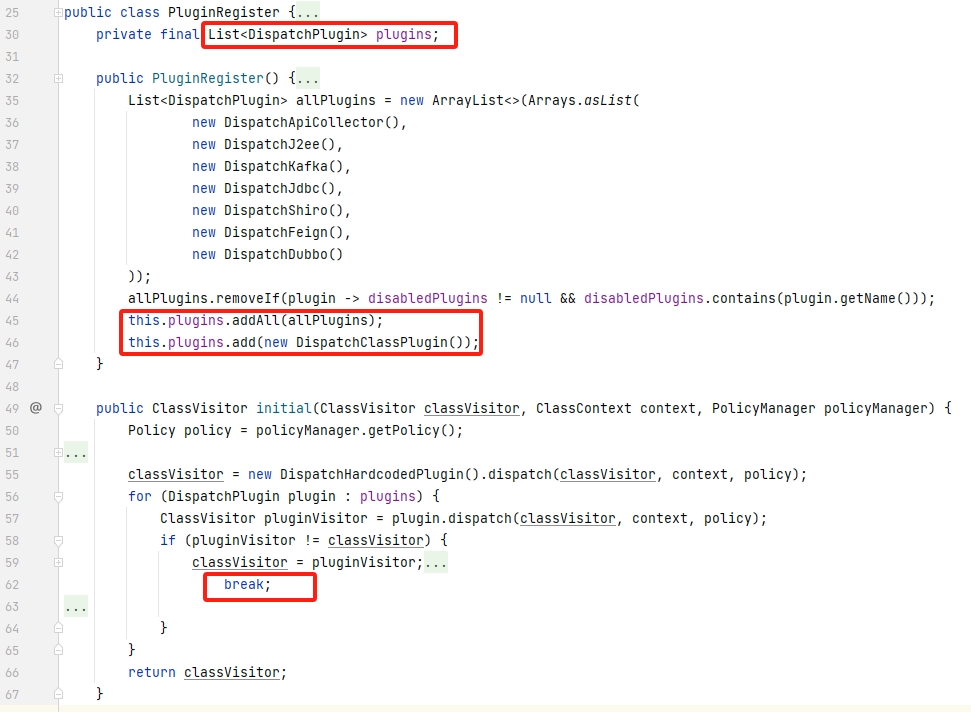 25 public class PluginRegister {...
30 private final List<DispatchPlugin> plugins;
31
32 public PluginRegister() {...
35 List<DispatchPlugin> allPlugins = new ArrayList<>(Arrays.asList(
36 new DispatchApiCollector(),
37 new DispatchJ2ee(),
38 new DispatchKafka(),
39 new DispatchJdbc(),
40 new DispatchShiro(),
41 new DispatchFeign(),
42 new DispatchDubbo()
43 ));
44 allPlugins.removeIf(plugin -> disabledPlugins != null && disabledPlugins.contains(plugin.getName()));
45 this.plugins.addAll(allPlugins);
46 this.plugins.add(new DispatchClassPlugin());
47 }
48
49 @ public ClassVisitor initial(ClassVisitor classVisitor, ClassContext context, PolicyManager policyManager) {
50 Policy policy = policyManager.getPolicy();
51 ...
55 classVisitor = new DispatchHardcodedPlugin().dispatch(classVisitor, context, policy);
56 for (DispatchPlugin plugin : plugins) {
57 ClassVisitor pluginVisitor = plugin.dispatch(classVisitor, context, policy);
58 if (pluginVisitor != classVisitor) {
59 classVisitor = pluginVisitor;...
62 break;
63 ...
64 }
65 }
66 return classVisitor;
67 }